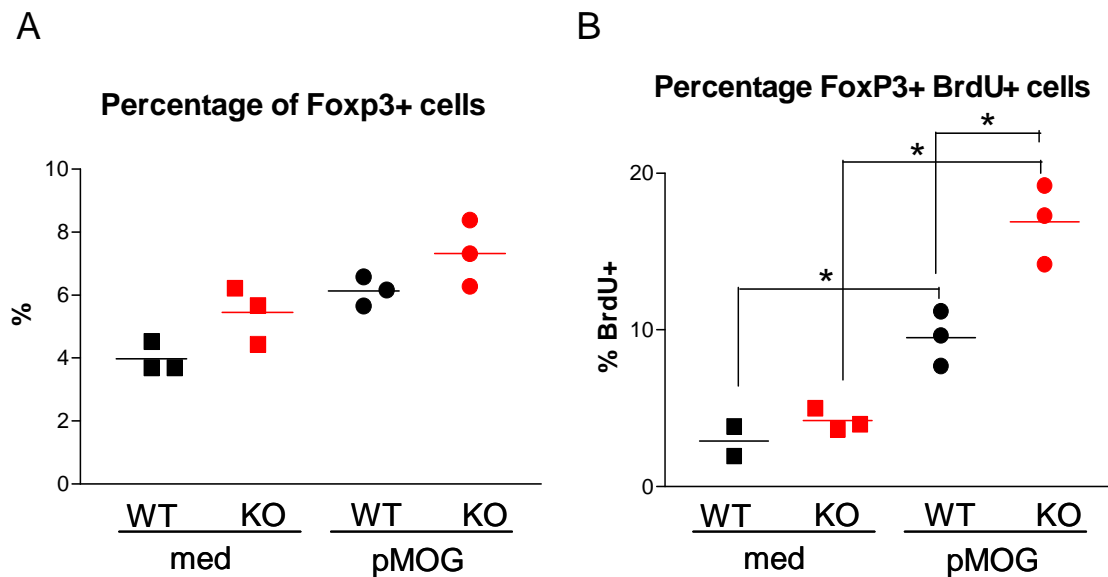 A
Percentage of Foxp3+ cells
%
10
8
6
4
2
0
WT KO WT KO
med pMOG
B
Percentage FoxP3+ BrdU+ cells
% BrdU+
20
10
0
*
*
*
WT KO WT KO
med pMOG